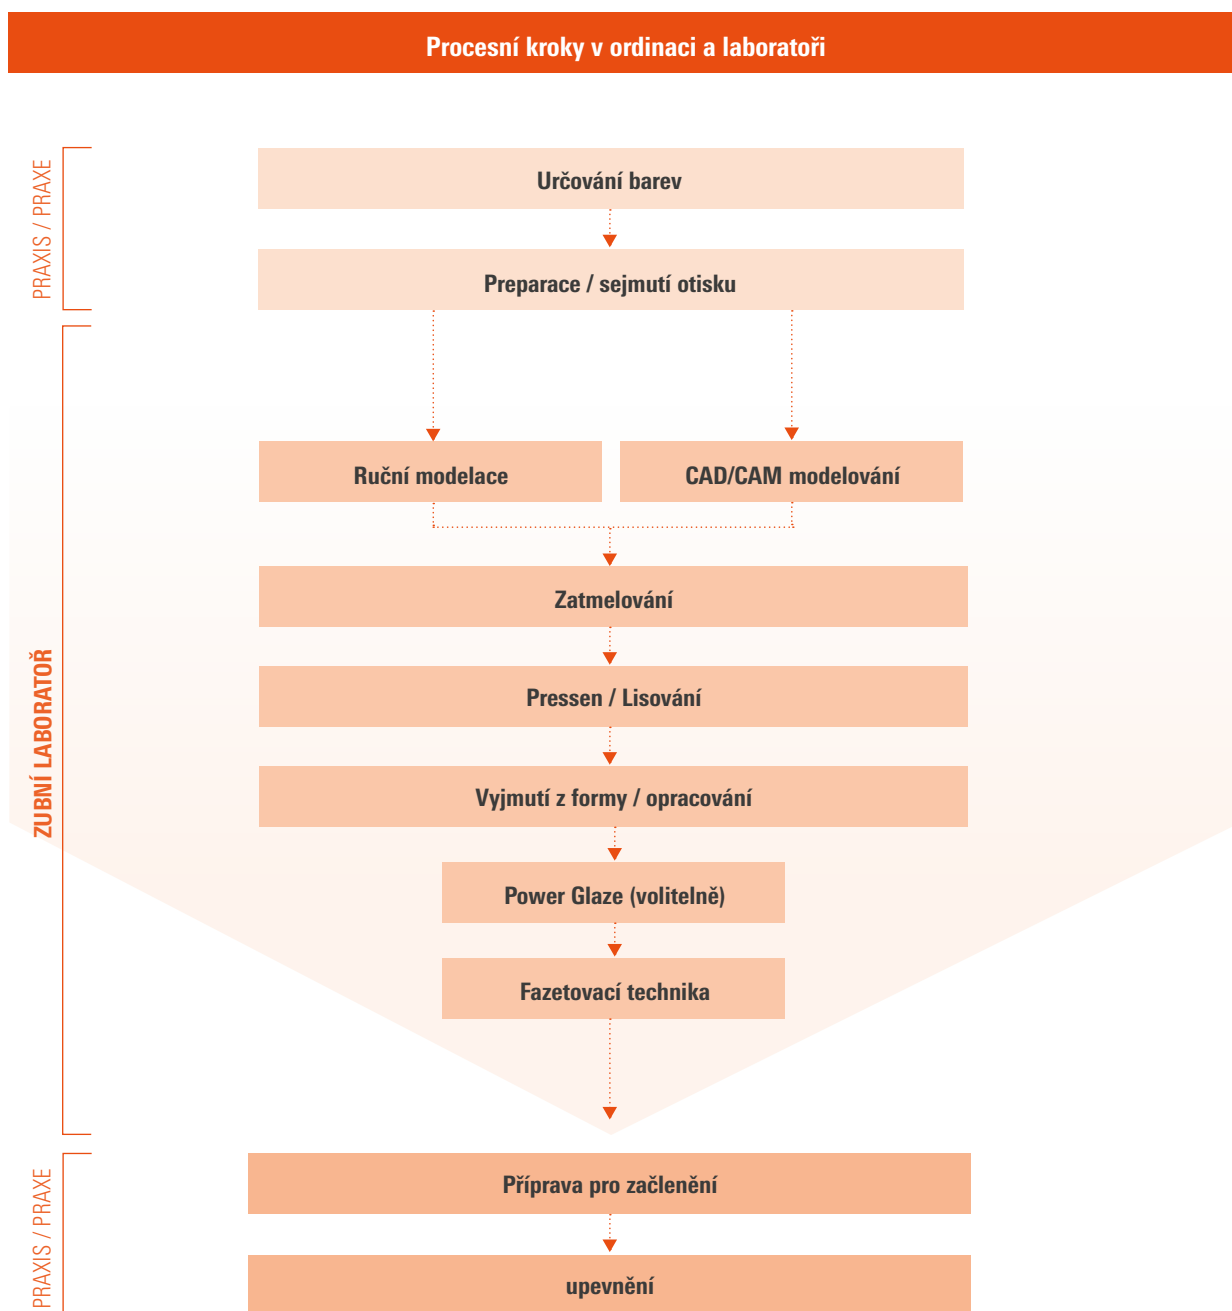 Procesní kroky v ordinaci a laboratoři
PRAXIS / PRAXE
Určování barev
Preparace / sejmutí otisku
ZUBNÍ LABORATOŘ
Ruční modelace
CAD/CAM modelování
Zatmelování
Pressen / Lisování
Vyjmutí z formy / opracování
Power Glaze (volitelně)
Fazetovací technika
PRAXIS / PRAXE
Příprava pro začlenění
upevnění